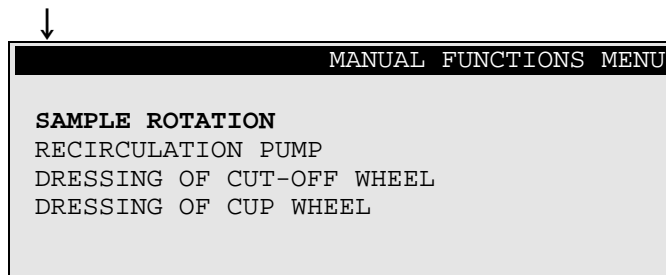 MANUAL FUNCTIONS MENU
SAMPLE ROTATION
RECIRCULATION PUMP
DRESSING OF CUT-OFF WHEEL
DRESSING OF CUP WHEEL